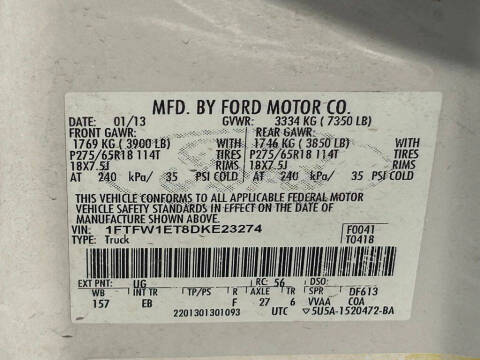 MFD. BY FORD MOTOR CO.
DATE: 01/13 GVWR: 3334 KG ( 7350 LB)
FRONT GAWR: REAR GAWR:
1769 KG ( 3900 LB) WITH 1746 KG ( 3850 LB) WITH
P275/65R18 114T TIRES P275/65R18 114T TIRES
18X7.5J RIMS 18X7.5J RIMS
AT 240 kPa/ 35 PSI COLD AT 240 kPa/ 35 PSI COLD
THIS VEHICLE CONFORMS TO ALL APPLICABLE FEDERAL MOTOR
VEHICLE SAFETY STANDARDS IN EFFECT ON THE DATE OF
MANUFACTURE SHOWN ABOVE.
VIN: 1FTFW1ET8DKE23274 F0041
TYPE: Truck T0418
EXT PNT: UG RC: 56 DSO:
WB INT TR TP/PS R AXLE TR SPR DF613
157 EB F 27 6 VVAA COA
2201301301093 UTC 5U5A-1520472-BA